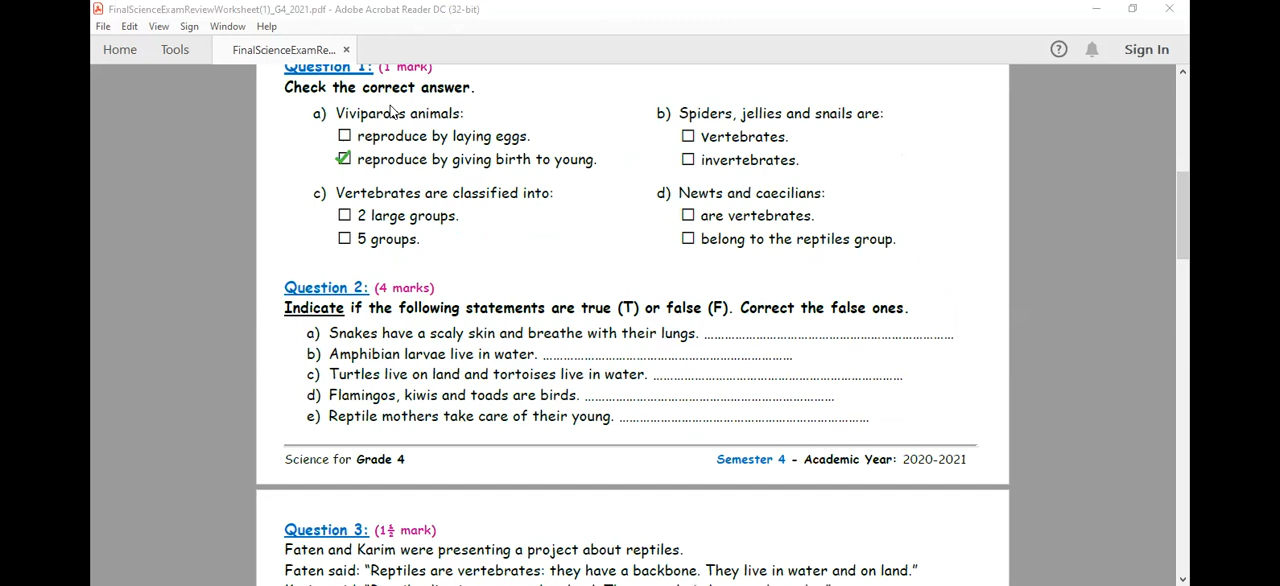 FinalScienceExamReviewWorksheet(1)_G4_2021.pdf - Adobe Acrobat Reader DC (32-bit)
File Edit View Sign Window Help
Home Tools FinalScienceExamRe... × Sign In
Question 1: (1 mark)
Check the correct answer.
a) Viviparous animals:
reproduce by laying eggs.
reproduce by giving birth to young.
b) Spiders, jellies and snails are:
vertebrates.
invertebrates.
c) Vertebrates are classified into:
2 large groups.
5 groups.
d) Newts and caecilians:
are vertebrates.
belong to the reptiles group.
Question 2: (4 marks)
Indicate if the following statements are true (T) or false (F). Correct the false ones.
a) Snakes have a scaly skin and breathe with their lungs. ..............................
b) Amphibian larvae live in water. ..............................
c) Turtles live on land and tortoises live in water. ..............................
d) Flamingos, kiwis and toads are birds. ..............................
e) Reptile mothers take care of their young. ..............................
Science for Grade 4 Semester 4 - Academic Year: 2020-2021
Question 3: (1½ mark)
Faten and Karim were presenting a project about reptiles.
Faten said: "Reptiles are vertebrates: they have a backbone. They live in water and on land."